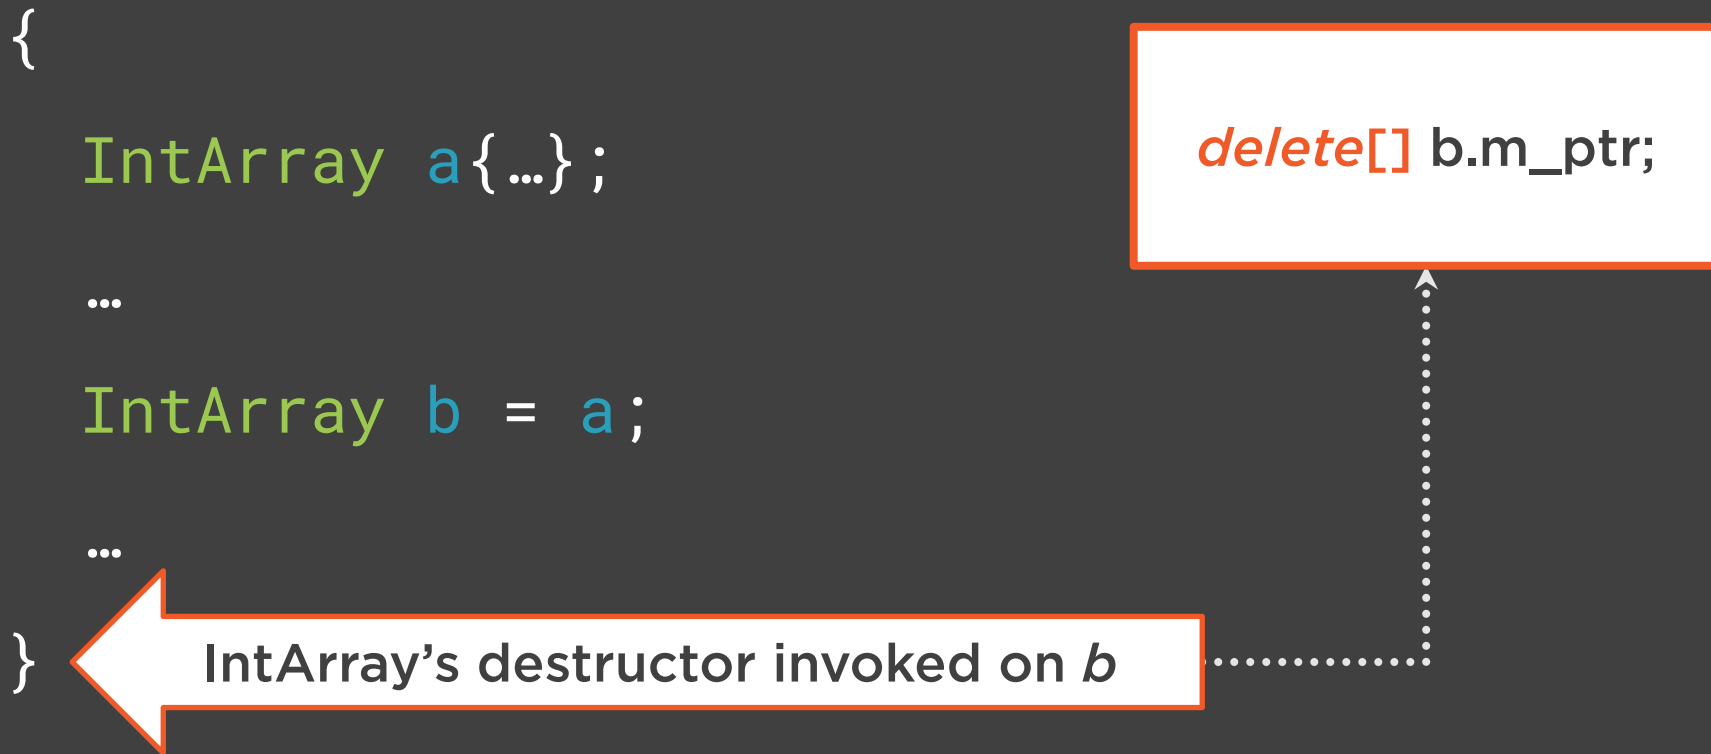 {
IntArray a{…};
delete[] b.m_ptr;
…
IntArray b = a;
…
}
IntArray’s destructor invoked on b